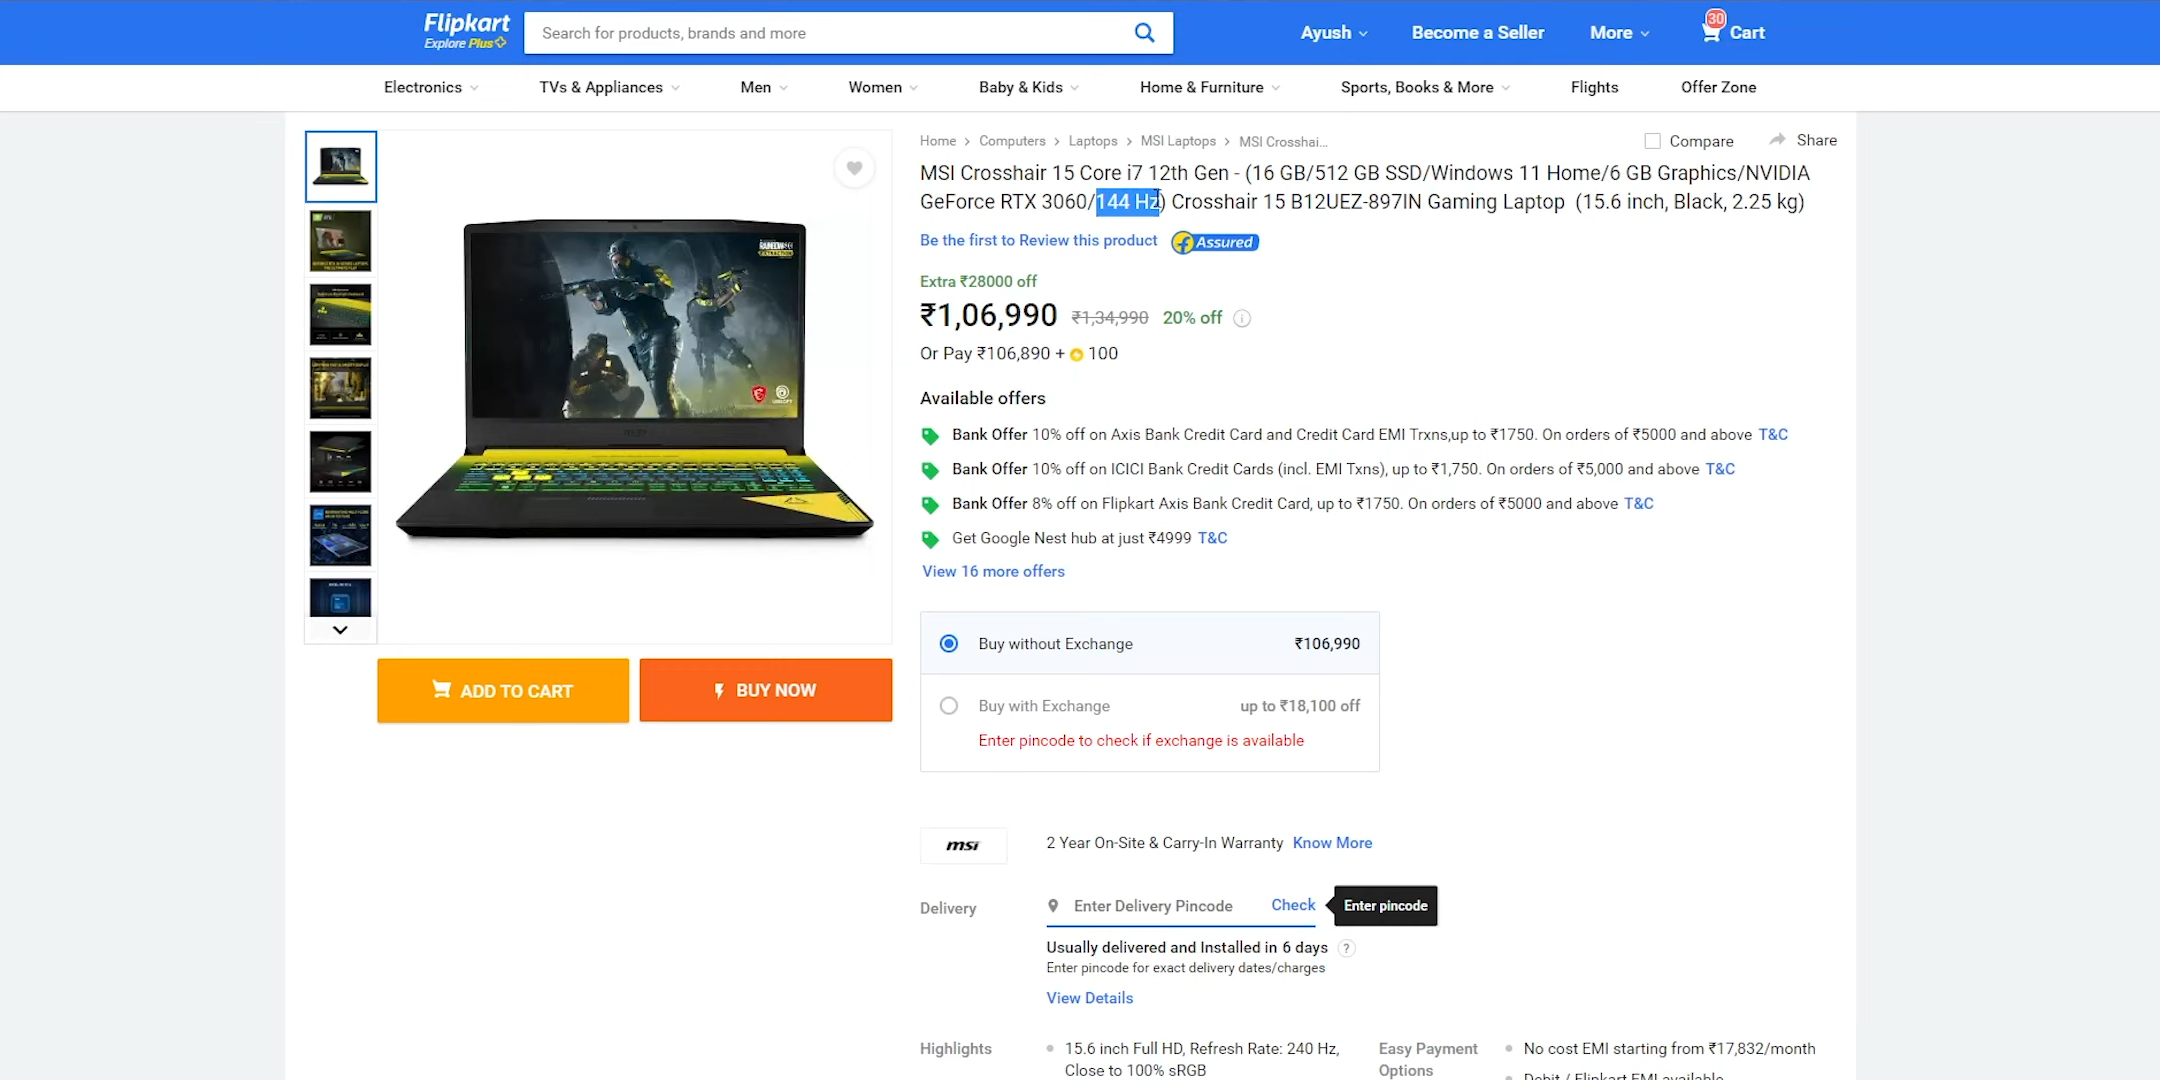 Flipkart
Explore Plus
Search for products, brands and more
Ayush
Become a Seller
More
30
Cart
Electronics
TVs & Appliances
Men
Women
Baby & Kids
Home & Furniture
Sports, Books & More
Flights
Offer Zone
Home > Computers > Laptops > MSI Laptops > MSI Crosshai...
Compare
Share
MSI Crosshair 15 Core i7 12th Gen - (16 GB/512 GB SSD/Windows 11 Home/6 GB Graphics/NVIDIA
GeForce RTX 3060/144 Hz) Crosshair 15 B12UEZ-897IN Gaming Laptop (15.6 inch, Black, 2.25 kg)
Be the first to Review this product
Assured
Extra ₹28000 off
₹1,06,990 ₹1,34,990 20% off
Or Pay ₹106,890 + 100
Available offers
Bank Offer 10% off on Axis Bank Credit Card and Credit Card EMI Trxns,up to ₹1750. On orders of ₹5000 and above T&C
Bank Offer 10% off on ICICI Bank Credit Cards (incl. EMI Txns), up to ₹1,750. On orders of ₹5,000 and above T&C
Bank Offer 8% off on Flipkart Axis Bank Credit Card, up to ₹1750. On orders of ₹5000 and above T&C
Get Google Nest hub at just ₹4999 T&C
View 16 more offers
ADD TO CART
BUY NOW
Buy without Exchange ₹106,990
Buy with Exchange up to ₹18,100 off
Enter pincode to check if exchange is available
msi
2 Year On-Site & Carry-In Warranty Know More
Delivery
Enter Delivery Pincode
Check
Enter pincode
Usually delivered and Installed in 6 days ?
Enter pincode for exact delivery dates/charges
View Details
Highlights
15.6 inch Full HD, Refresh Rate: 240 Hz,
Close to 100% sRGB
Easy Payment
Options
No cost EMI starting from ₹17,832/month
Debit / Flipkart EMI available